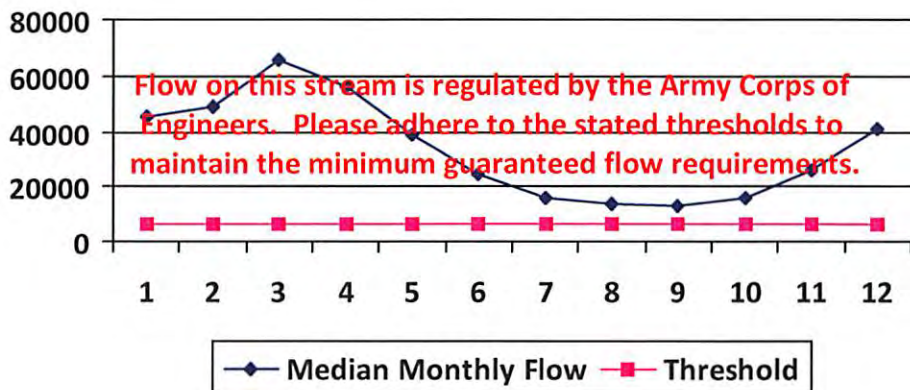 80000
60000
40000
20000
0
Flow on this stream is regulated by the Army Corps of
Engineers. Please adhere to the stated thresholds to
maintain the minimum guaranteed flow requirements.
1 2 3 4 5 6 7 8 9 10 11 12
Median Monthly Flow Threshold